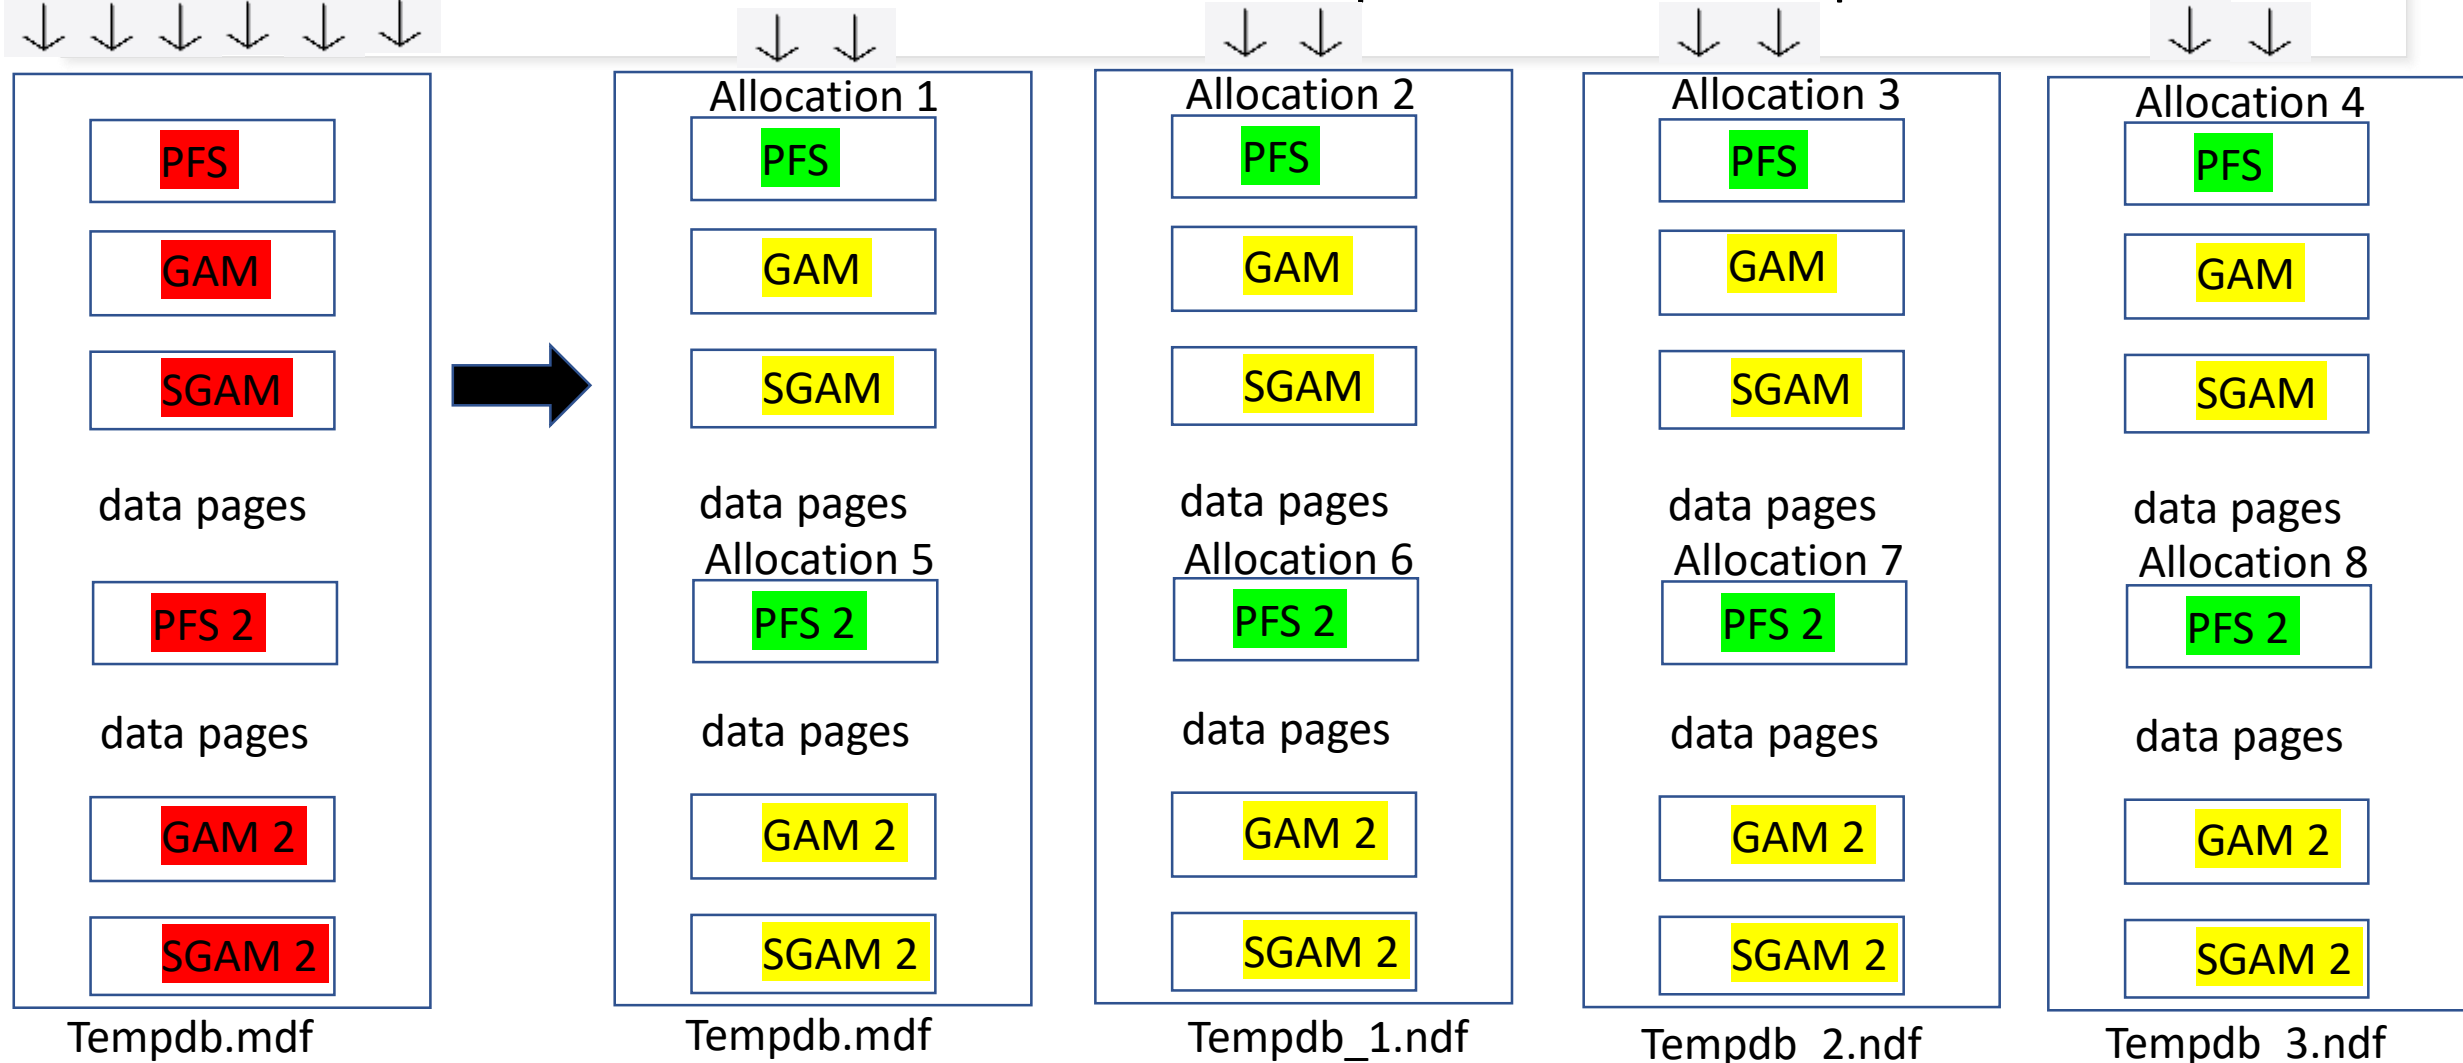 PFS
GAM
SGAM
data pages
PFS 2
data pages
GAM 2
SGAM 2
Tempdb.mdf
Allocation 1
PFS
GAM
SGAM
data pages
Allocation 5
PFS 2
data pages
GAM 2
SGAM 2
Tempdb.mdf
Allocation 2
PFS
GAM
SGAM
data pages
Allocation 6
PFS 2
data pages
GAM 2
SGAM 2
Tempdb_1.ndf
Allocation 3
PFS
GAM
SGAM
data pages
Allocation 7
PFS 2
data pages
GAM 2
SGAM 2
Tempdb_2.ndf
Allocation 4
PFS
GAM
SGAM
data pages
Allocation 8
PFS 2
data pages
GAM 2
SGAM 2
Tempdb_3.ndf